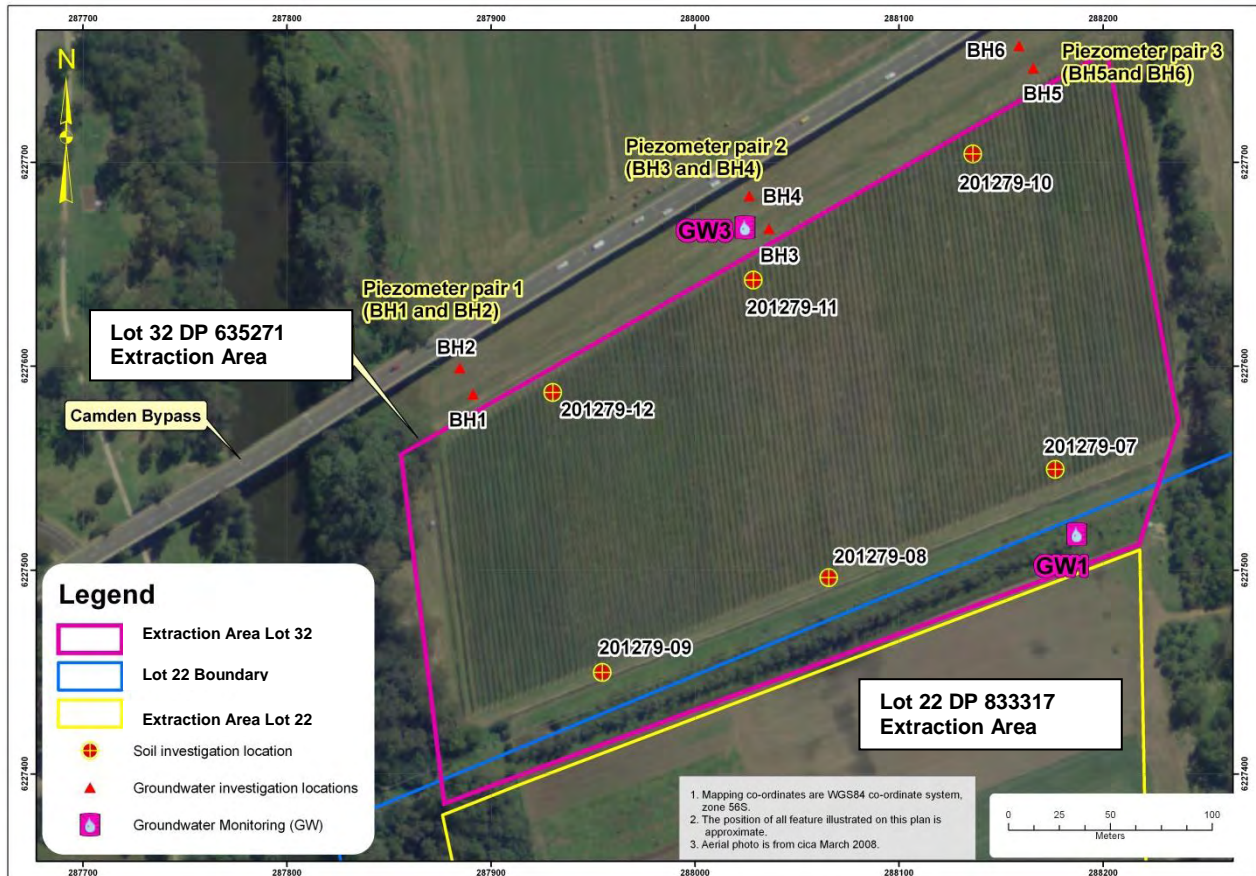 287700
287800
287900
288000
288100
288200
N
BH6
Piezometer pair 3
(BH5and BH6)
BH5
6227700
6227700
Piezometer pair 2
(BH3 and BH4)
201279-10
BH4
GW3
BH3
201279-11
Piezometer pair 1
(BH1 and BH2)
Lot 32 DP 635271
Extraction Area
BH2
6227600
6227600
BH1
201279-12
Camden Bypass
201279-07
GW1
201279-08
6227500
6227500
Legend
Extraction Area Lot 32
Lot 22 Boundary
Extraction Area Lot 22
Soil investigation location
Groundwater investigation locations
Groundwater Monitoring (GW)
201279-09
Lot 22 DP 833317
Extraction Area
6227400
6227400
1. Mapping co-ordinates are WGS84 co-ordinate system,
zone 56S.
2. The position of all feature illustrated on this plan is
approximate.
3. Aerial photo is from cica March 2008.
0
50
100
Meters
287700
287800
287900
288000
288100
288200